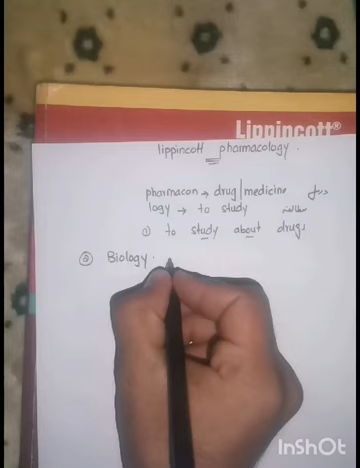 Lippincott®
lippincott pharmacology.
pharmacon → drug/medicine
logy → to study
① to study about drugs
② Biology.
InShOt